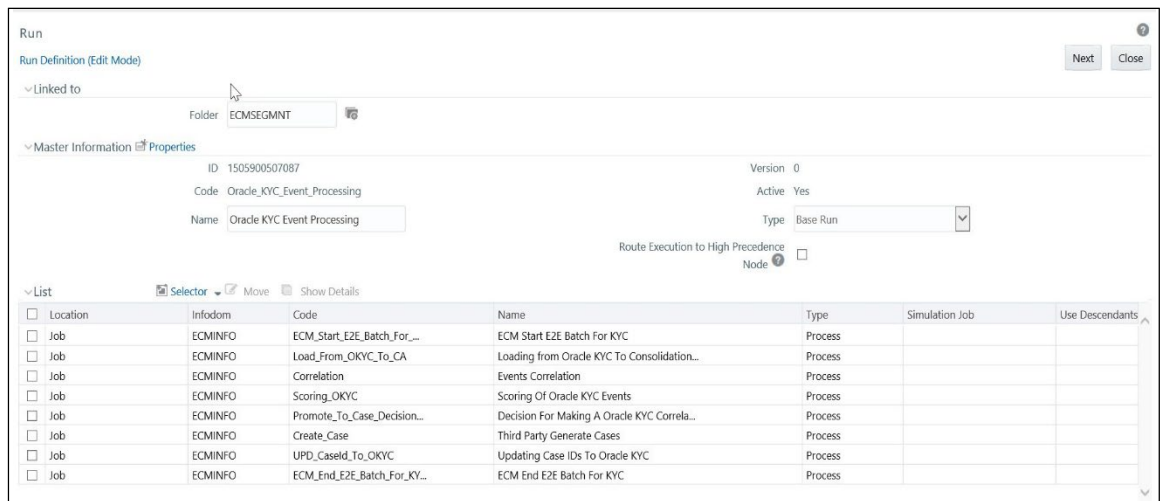 Run
Run Definition (Edit Mode)
Next Close
Linked to
Folder ECMSEGMNT
Master Information Properties
ID 1505900507087 Version 0
Code Oracle_KYC_Event_Processing Active Yes
Name Oracle KYC Event Processing Type Base Run
Route Execution to High Precedence
Node
List Selector Move Show Details
Location Infodom Code Name Type Simulation Job Use Descendants
Job ECMINFO ECM_Start_E2E_Batch_For_... ECM Start E2E Batch For KYC Process
Job ECMINFO Load_From_OKYC_To_CA Loading from Oracle KYC To Consolidation... Process
Job ECMINFO Correlation Events Correlation Process
Job ECMINFO Scoring_OKYC Scoring Of Oracle KYC Events Process
Job ECMINFO Promote_To_Case_Decision... Decision For Making A Oracle KYC Correla... Process
Job ECMINFO Create_Case Third Party Generate Cases Process
Job ECMINFO UPD_CaseId_To_OKYC Updating Case IDs To Oracle KYC Process
Job ECMINFO ECM_End_E2E_Batch_For_KY... ECM End E2E Batch For KYC Process